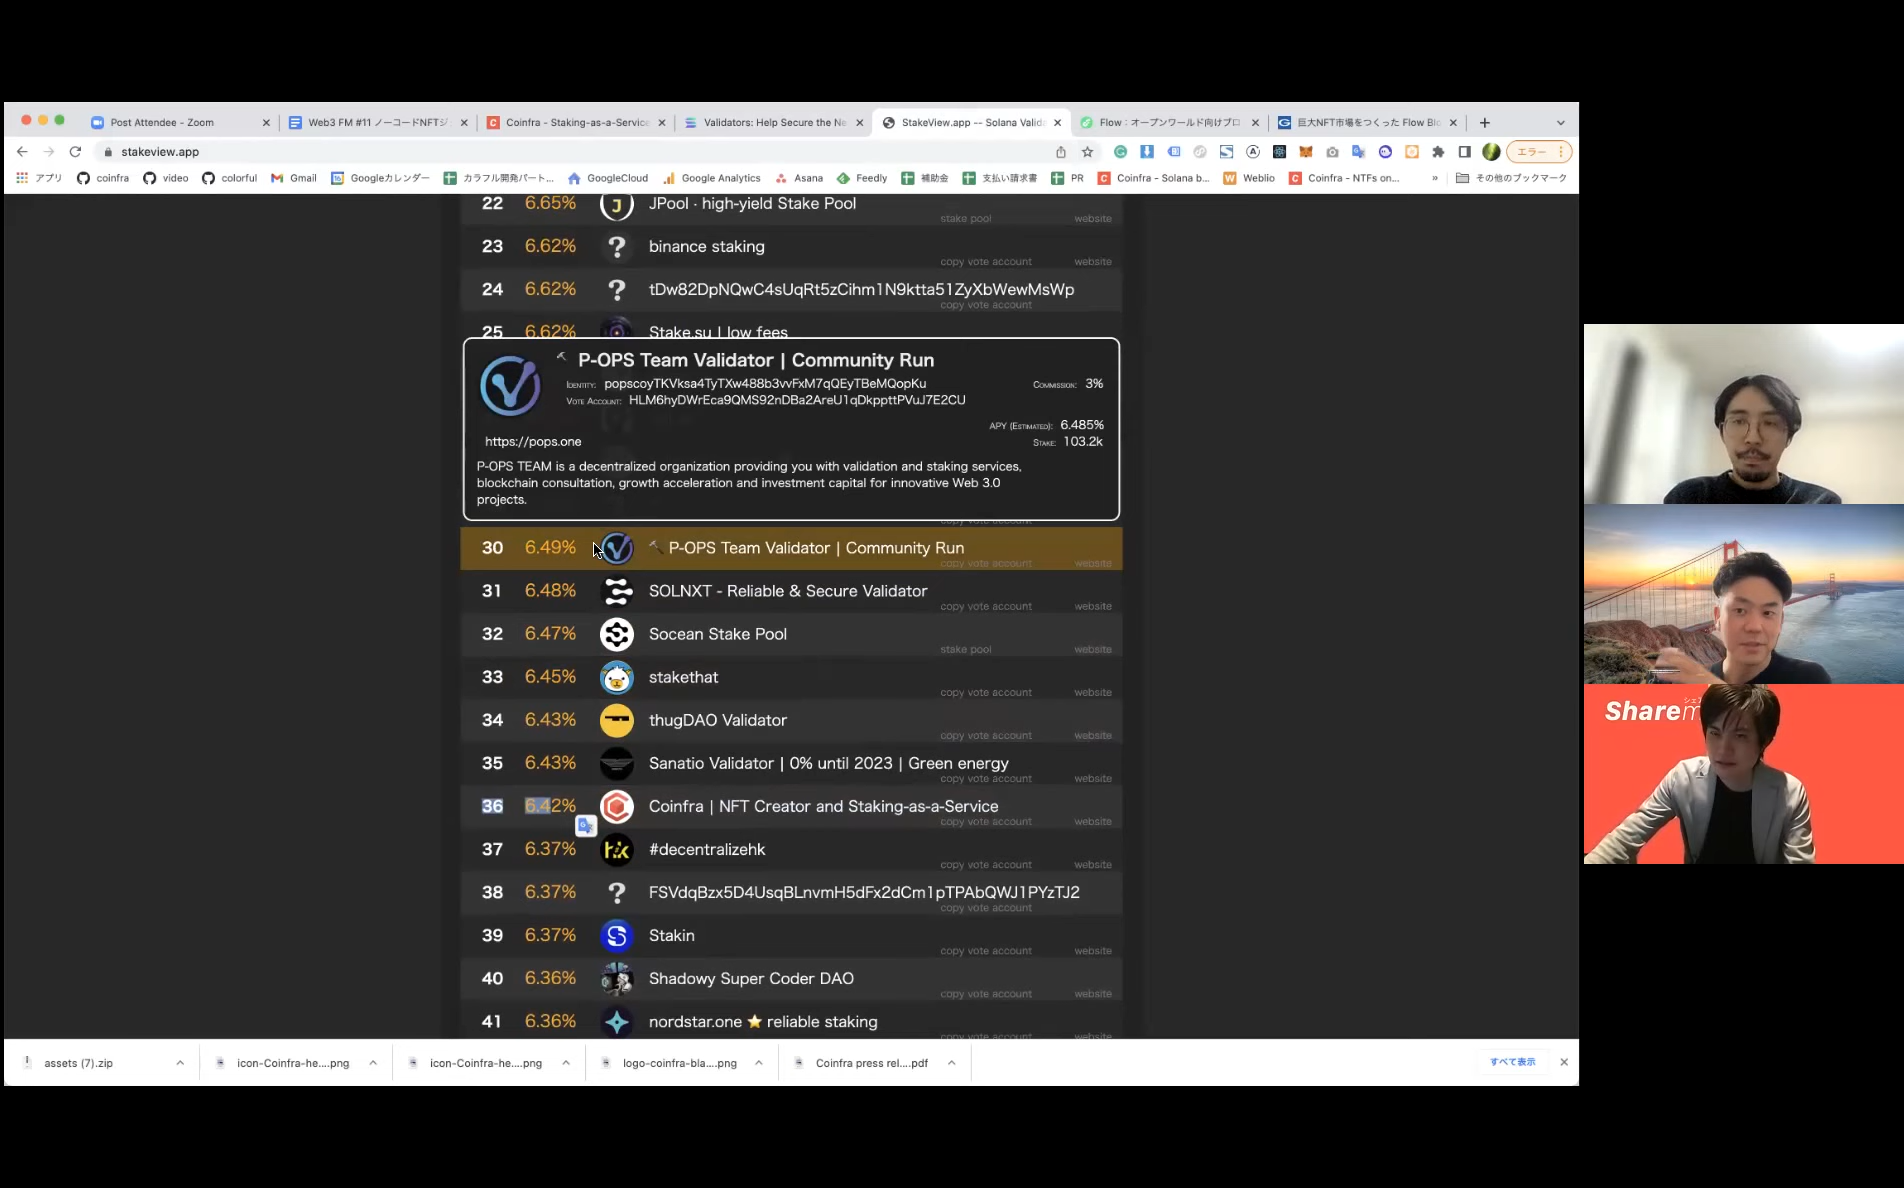 Post Attendee - Zoom
Web3 FM #11 ノーコードNFTジ
Coinfra - Staking-as-a-Service
Validators: Help Secure the Ne
StakeView.app -- Solana Valida
Flow：オープンワールド向けブロ
巨大NFT市場をつくった Flow Blo
stakeview.app
エラー
アプリ
coinfra
video
colorful
Gmail
Googleカレンダー
カラフル開発パート...
GoogleCloud
Google Analytics
Asana
Feedly
補助金
支払い請求書
PR
Coinfra - Solana b...
Weblio
Coinfra - NTFs on...
»
その他のブックマーク
22 6.65% JPool · high-yield Stake Pool
stake pool website
23 6.62% binance staking
copy vote account website
24 6.62% ? tDw82DpNQwC4sUqRt5zCihm1N9ktta51ZyXbWewMsWp
copy vote account
25 6.62% Stake.su | low fees
P-OPS Team Validator | Community Run
Identity: popscoyTKVksa4TyTXw488b3vvFxM7qQEyTBeMQopKu
Commission: 3%
Vote Account: HLM6hyDWrEca9QMS92nDBa2AreU1qDkppttPVuJ7E2CU
APY (Estimated): 6.485%
https://pops.one
Stake: 103.2k
P-OPS TEAM is a decentralized organization providing you with validation and staking services,
blockchain consultation, growth acceleration and investment capital for innovative Web 3.0
projects.
copy vote account
30 6.49% P-OPS Team Validator | Community Run
copy vote account website
31 6.48% SOLNXT - Reliable & Secure Validator
copy vote account website
32 6.47% Socean Stake Pool
stake pool website
33 6.45% stakethat
copy vote account website
34 6.43% thugDAO Validator
copy vote account website
35 6.43% Sanatio Validator | 0% until 2023 | Green energy
copy vote account website
36 6.42% Coinfra | NFT Creator and Staking-as-a-Service
copy vote account website
37 6.37% #decentralizehk
copy vote account website
38 6.37% ? FSVdqBzx5D4UsqBLnvmH5dFx2dCm1pTPAbQWJ1PYzTJ2
copy vote account
39 6.37% Stakin
copy vote account website
40 6.36% Shadowy Super Coder DAO
copy vote account website
41 6.36% nordstar.one ⭐ reliable staking
copy vote account website
assets (7).zip
icon-Coinfra-he....png
icon-Coinfra-he....png
logo-coinfra-bla....png
Coinfra press rel....pdf
すべて表示
シェ
Sharem